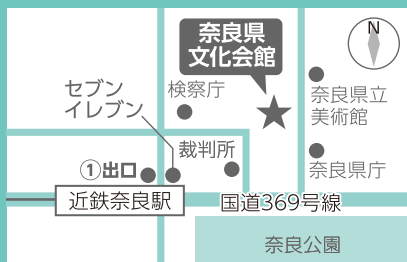 奈良県
文化会館
N
セブン
イレブン
検察庁
奈良県立
美術館
裁判所
奈良県庁
①出口
近鉄奈良駅
国道369号線
奈良公園